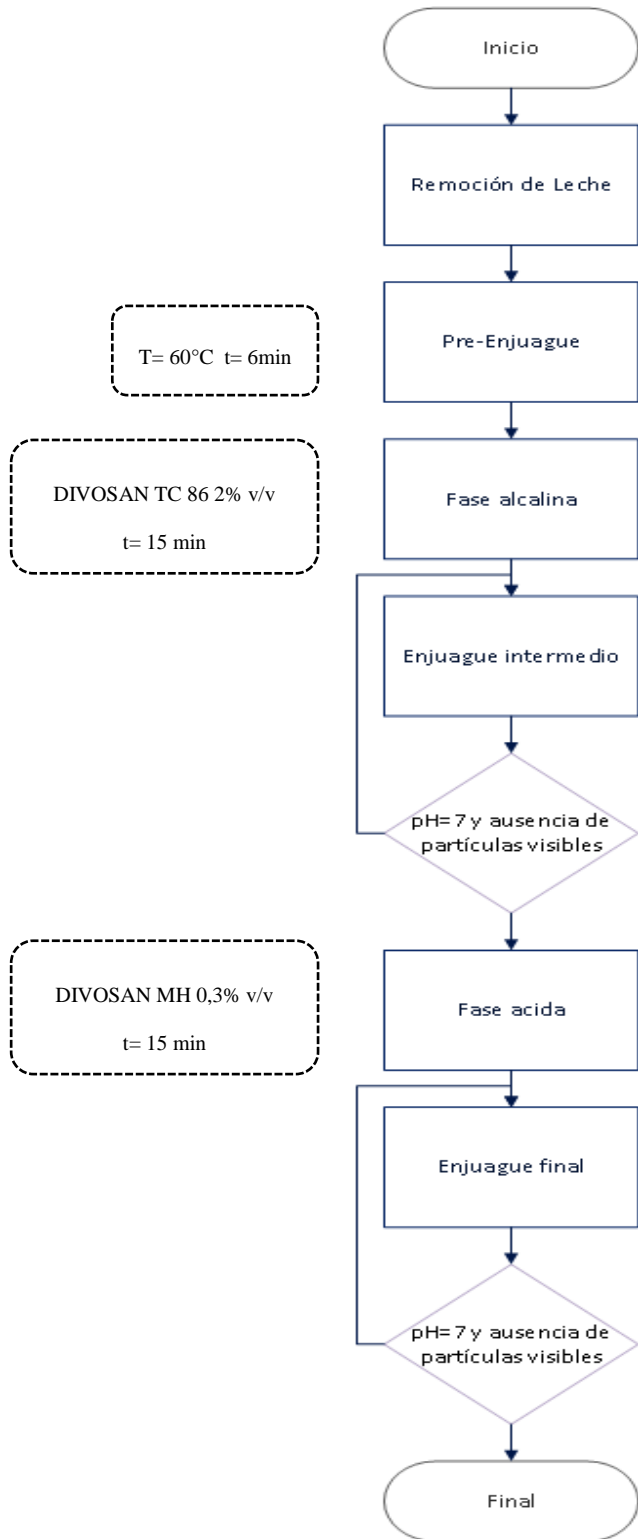 Inicio
Remoción de Leche
T= 60°C t= 6min
Pre-Enjuague
DIVOSAN TC 86 2% v/v
t= 15 min
Fase alcalina
Enjuague intermedio
pH=7 y ausencia de
partículas visibles
DIVOSAN MH 0,3% v/v
t= 15 min
Fase acida
Enjuague final
pH=7 y ausencia de
partículas visibles
Final